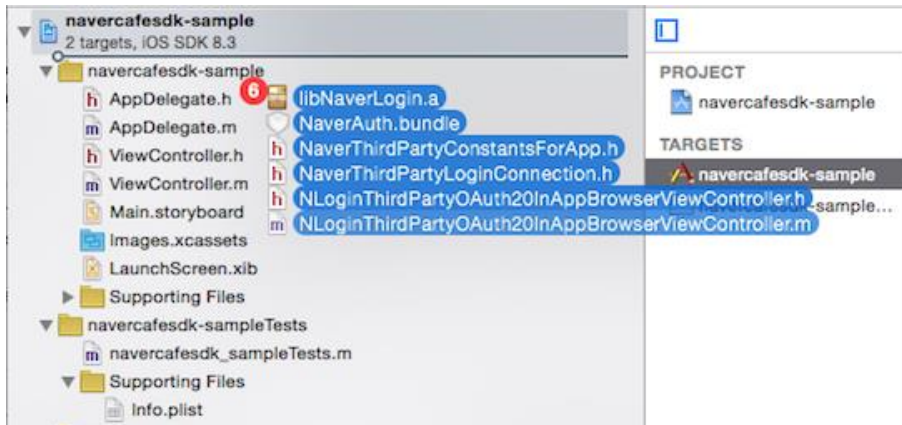 navercafesdk-sample
2 targets, iOS SDK 8.3
navercafesdk-sample
AppDelegate.h
AppDelegate.m
ViewController.h
ViewController.m
Main.storyboard
Images.xcassets
LaunchScreen.xib
Supporting Files
navercafesdk-sampleTests
navercafesdk_sampleTests.m
Supporting Files
Info.plist
6
libNaverLogin.a
NaverAuth.bundle
NaverThirdPartyConstantsForApp.h
NaverThirdPartyLoginConnection.h
NLoginThirdPartyOAuth20InAppBrowserViewController.h
NLoginThirdPartyOAuth20InAppBrowserViewController.m
PROJECT
navercafesdk-sample
TARGETS
navercafesdk-sample
-sample...